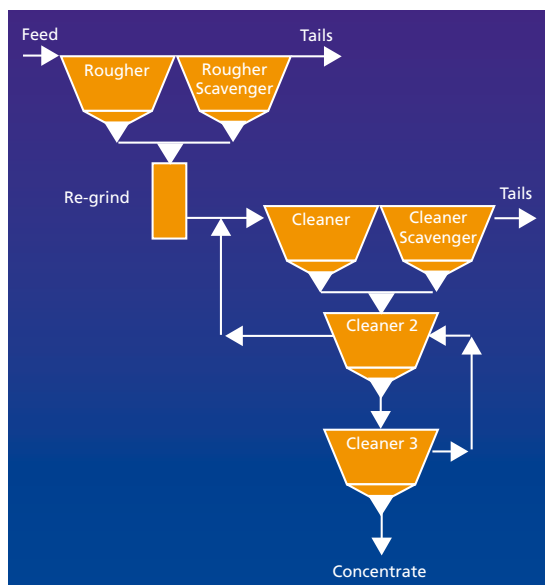 Feed
Tails
Rougher
Rougher
Scavenger
Re-grind
Tails
Cleaner
Cleaner
Scavenger
Cleaner 2
Cleaner 3
Concentrate